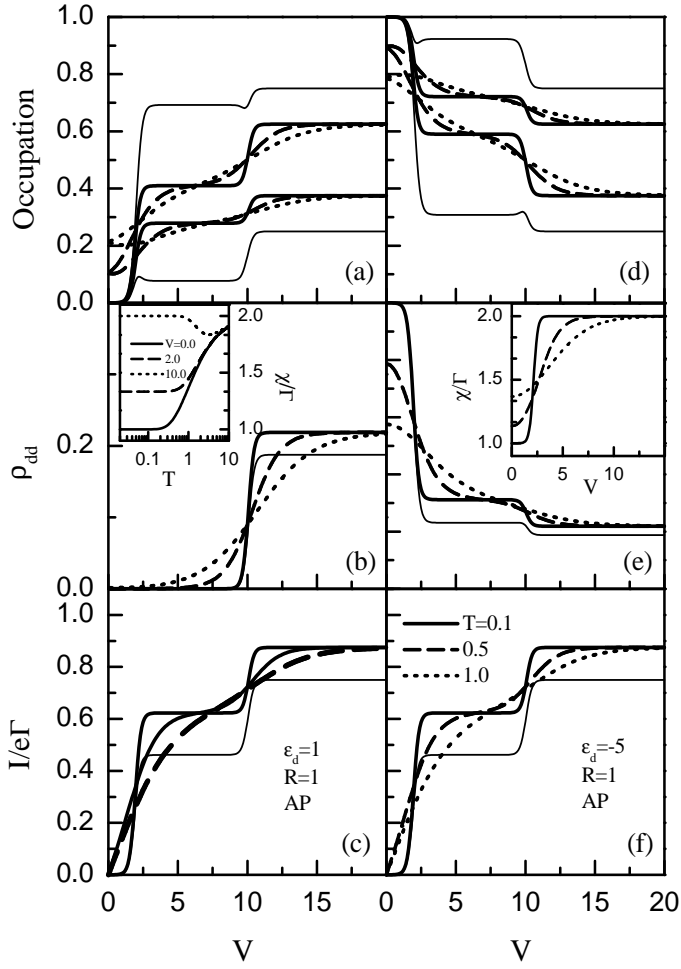 1.0
0.8
0.6
0.4
0.2
0.0
Occupation
(a)
(d)
0.2
0.0
ρdd
V=0.0
2.0
10.0
0.1 1 10
T
2.0
1.5
1.0
χ/Γ
(b)
χ/Γ
2.0
1.5
1.0
0 5 10
V
(e)
1.0
0.8
0.6
0.4
0.2
0.0
I/eΓ
εd=1
R=1
AP
(c)
T=0.1
0.5
1.0
εd=-5
R=1
AP
(f)
0 5 10 15 0 5 10 15 20
V V